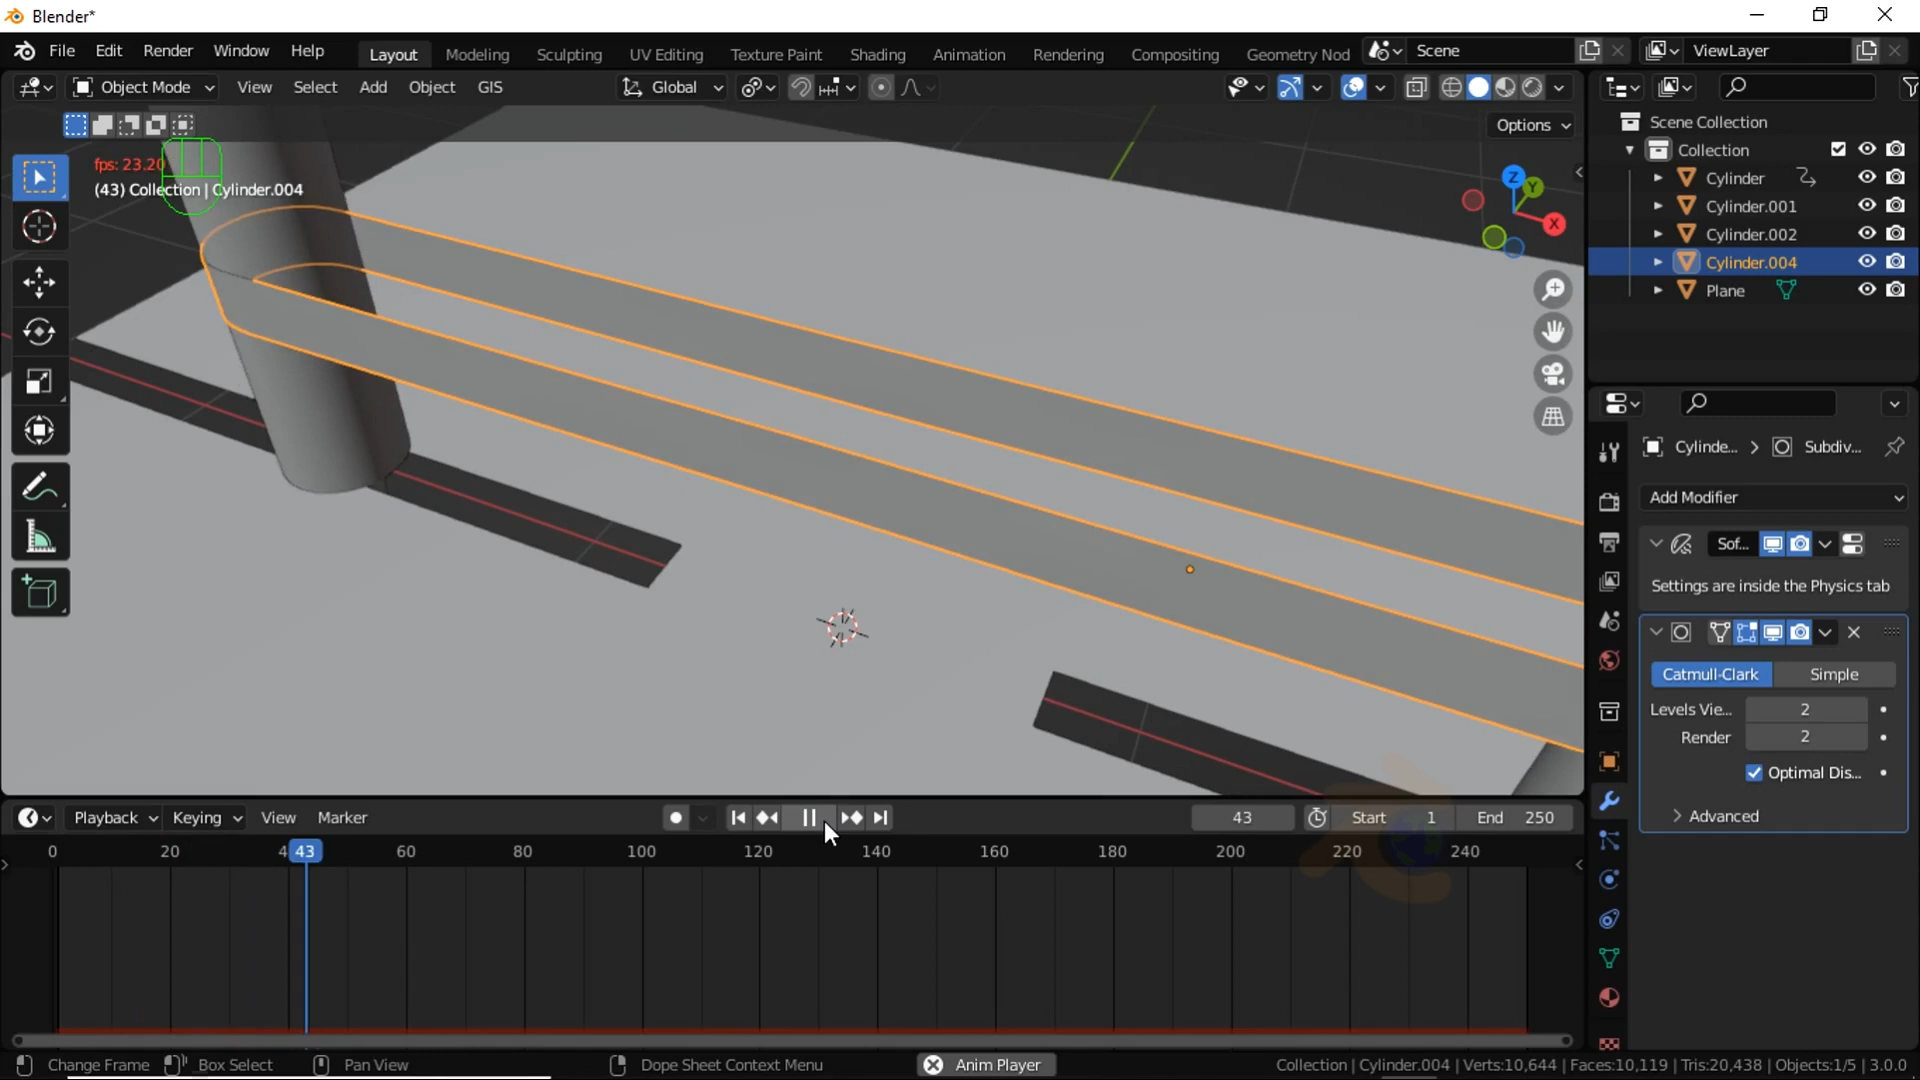 Blender*
File Edit Render Window Help Layout Modeling Sculpting UV Editing Texture Paint Shading Animation Rendering Compositing Geometry Nod Scene ViewLayer
Object Mode View Select Add Object GIS Global
Options
fps: 23.20
(43) Collection | Cylinder.004
Z
Y
X
Scene Collection
Collection
Cylinder
Cylinder.001
Cylinder.002
Cylinder.004
Plane
Cylinde... > Subdiv...
Add Modifier
Sof...
Settings are inside the Physics tab
Catmull-Clark Simple
Levels Vie... 2
Render 2
Optimal Dis...
Advanced
Playback Keying View Marker 43 Start 1 End 250
0 20 4 43 60 80 100 120 140 160 180 200 220 240
Change Frame Box Select Pan View Dope Sheet Context Menu Anim Player Collection | Cylinder.004 | Verts:10,644 | Faces:10,119 | Tris:20,438 | Objects:1/5 | 3.0.0